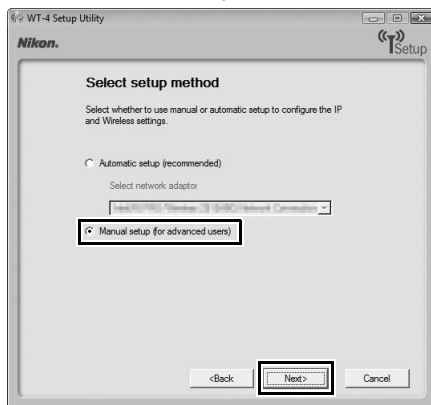 WT-4 Setup Utility
Nikon.
Setup
Select setup method
Select whether to use manual or automatic setup to configure the IP
and Wireless settings.
Automatic setup (recommended)
Select network adaptor
Manual setup (for advanced users)
<Back
Next>
Cancel